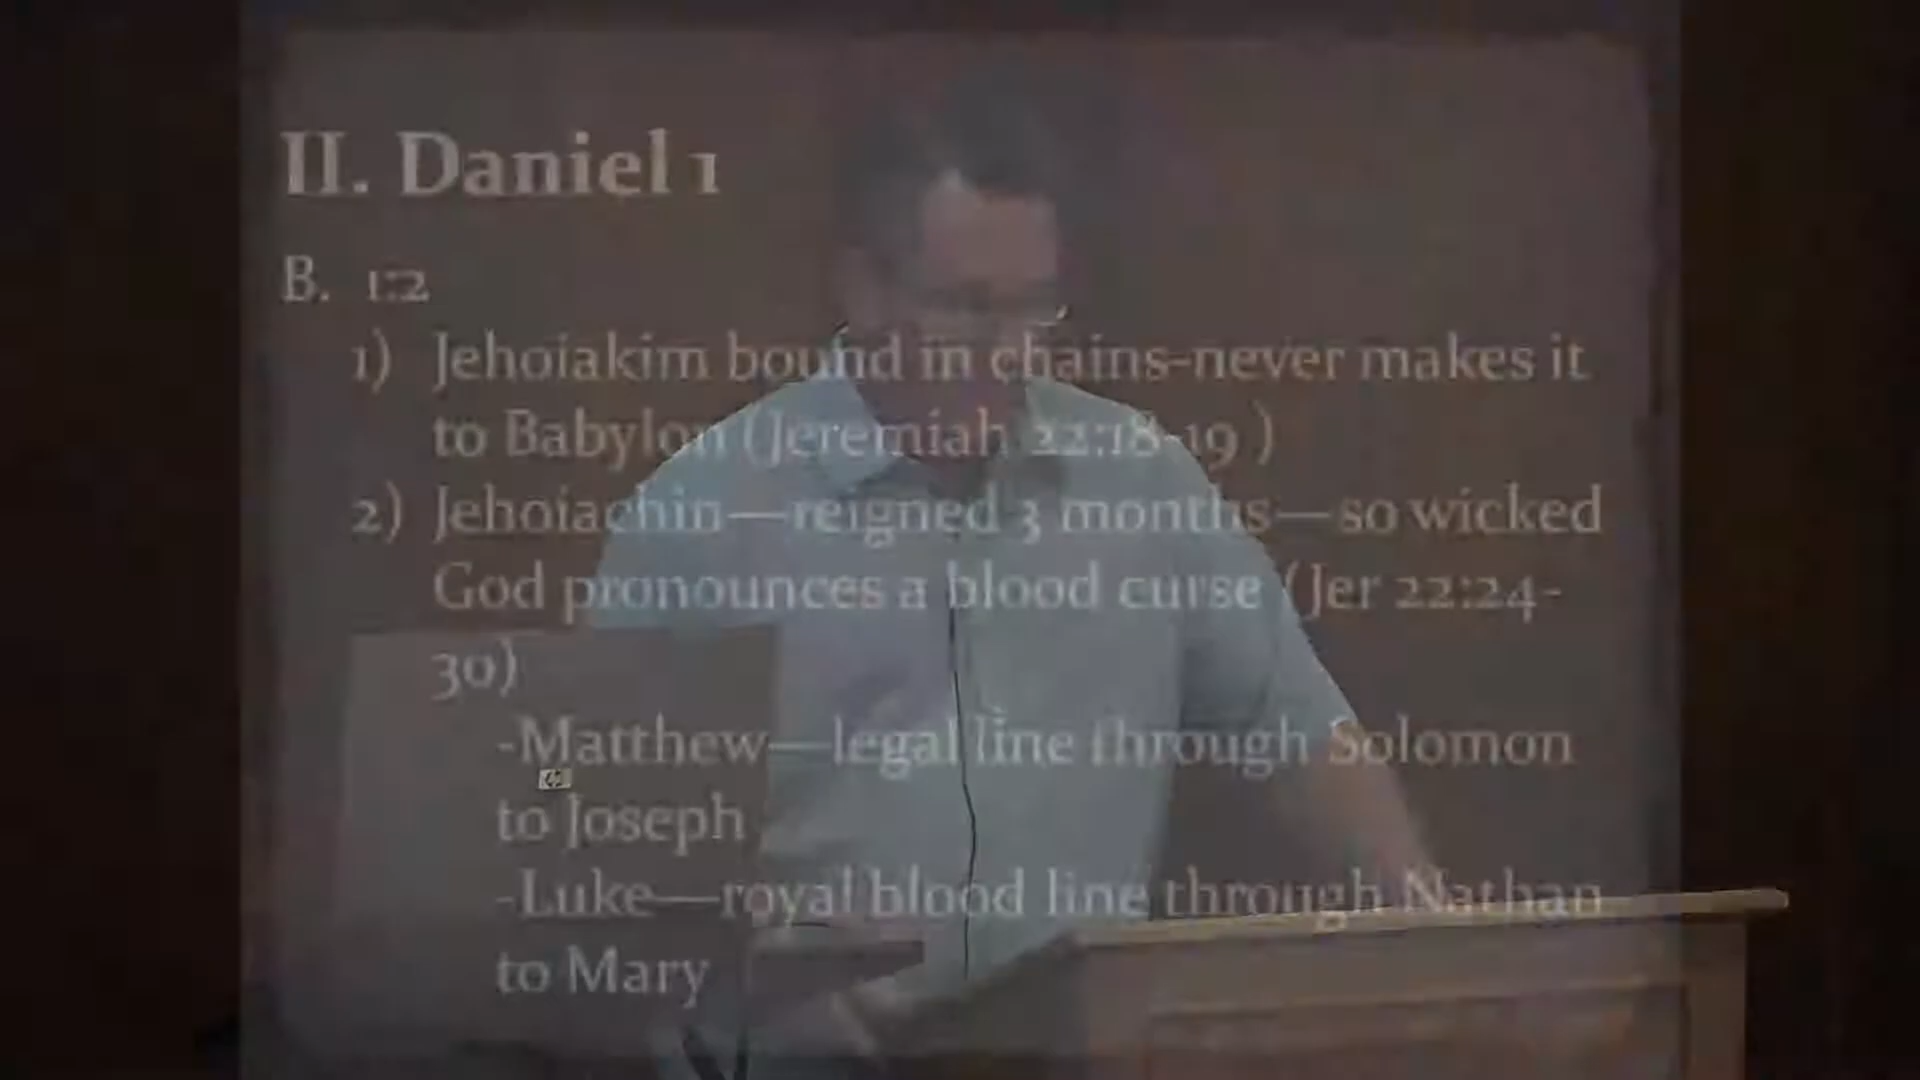 II. Daniel 1
B. 1:2
1) Jehoiakim bound in chains-never makes it
to Babylon (Jeremiah 22:18-19 )
2) Jehoiachin—reigned 3 months—so wicked
God pronounces a blood curse (Jer 22:24-
30)
-Matthew—legal line through Solomon
to Joseph
-Luke—royal blood line through Nathan
to Mary